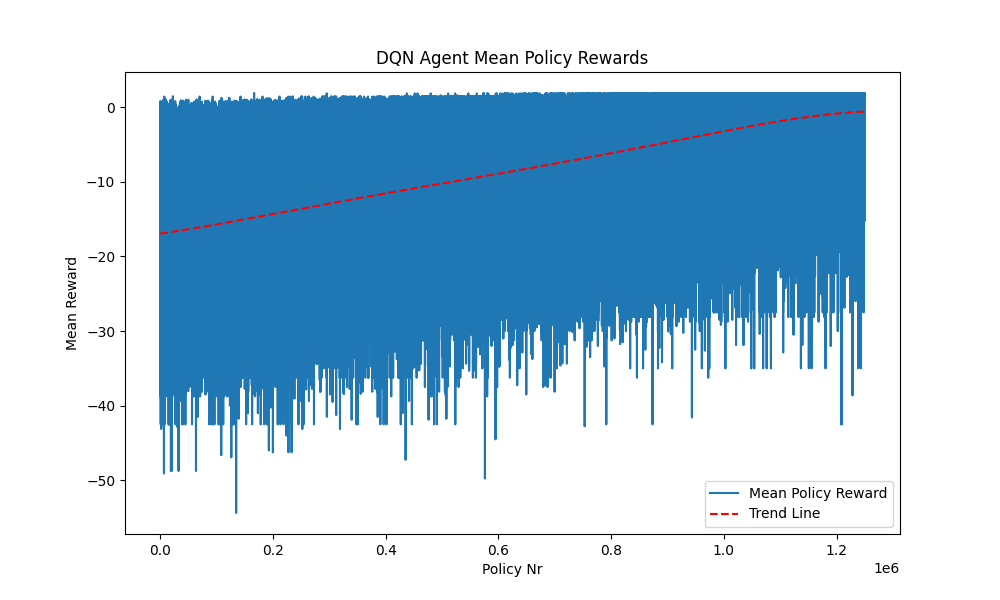 DQN Agent Mean Policy Rewards
0
−10
−20
−30
−40
−50
Mean Reward
0.0 0.2 0.4 0.6 0.8 1.0 1.2
1e6
Policy Nr
Mean Policy Reward
Trend Line